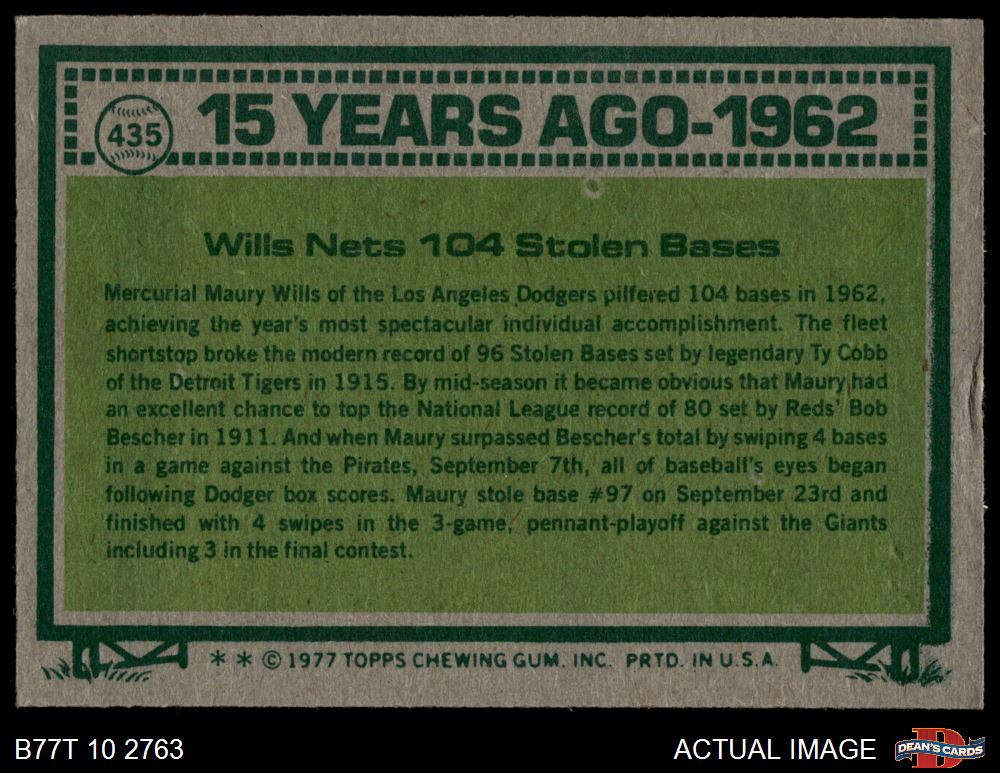 435
15 YEARS AGO-1962
Wills Nets 104 Stolen Bases
Mercurial Maury Wills of the Los Angeles Dodgers pilfered 104 bases in 1962,
achieving the year's most spectacular individual accomplishment. The fleet
shortstop broke the modern record of 96 Stolen Bases set by legendary Ty Cobb
of the Detroit Tigers in 1915. By mid-season it became obvious that Maury had
an excellent chance to top the National League record of 80 set by Reds' Bob
Bescher in 1911. And when Maury surpassed Bescher's total by swiping 4 bases
in a game against the Pirates, September 7th, all of baseball's eyes began
following Dodger box scores. Maury stole base #97 on September 23rd and
finished with 4 swipes in the 3-game, pennant-playoff against the Giants
including 3 in the final contest.
* * © 1977 TOPPS CHEWING GUM, INC. PRTD. IN U.S.A.
B77T 10 2763
ACTUAL IMAGE
D
DEAN'S CARDS